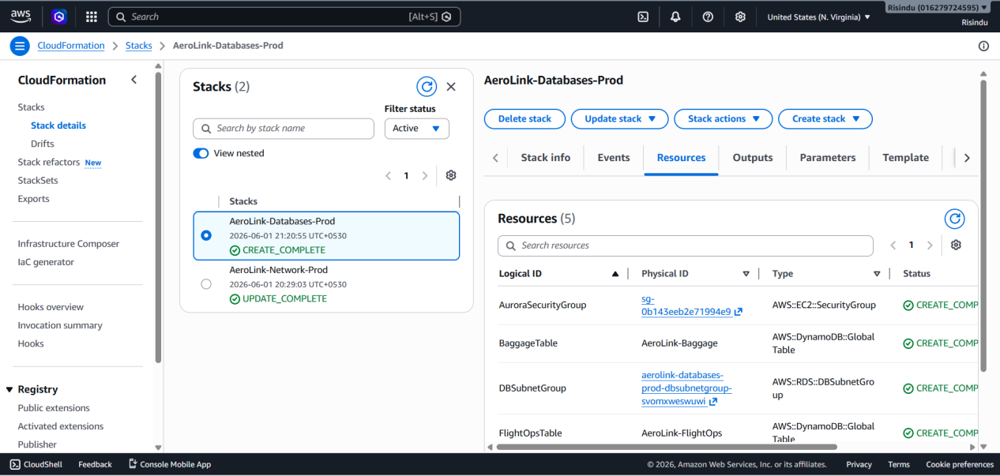 aws
Search
[Alt+S]
United States (N. Virginia)
Risindu (016279724595)
Risindu
CloudFormation
Stacks
AeroLink-Databases-Prod
CloudFormation
Stacks
Stack details
Drifts
Stack refactors New
StackSets
Exports
Infrastructure Composer
IaC generator
Hooks overview
Invocation summary
Hooks
Registry
Public extensions
Activated extensions
Publisher
Stacks (2)
Filter status
Search by stack name
Active
View nested
1
Stacks
AeroLink-Databases-Prod
2026-06-01 21:20:55 UTC+0530
CREATE_COMPLETE
AeroLink-Network-Prod
2026-06-01 20:29:03 UTC+0530
UPDATE_COMPLETE
AeroLink-Databases-Prod
Delete stack
Update stack
Stack actions
Create stack
Stack info
Events
Resources
Outputs
Parameters
Template
Resources (5)
Search resources
1
Logical ID
Physical ID
Type
Status
AuroraSecurityGroup
sg-
0b143eeb2e71994e9
AWS::EC2::SecurityGroup
CREATE_COMP
BaggageTable
AeroLink-Baggage
AWS::DynamoDB::Global
Table
CREATE_COMP
DBSubnetGroup
aerolink-databases-
prod-dbsubnetgroup-
svomxweswuwi
AWS::RDS::DBSubnetGro
up
CREATE_COMP
FlightOpsTable
AeroLink-FlightOps
AWS::DynamoDB::Global
Table
CREATE_COMP
CloudShell
Feedback
Console Mobile App
© 2026, Amazon Web Services, Inc. or its affiliates.
Privacy
Terms
Cookie preferences